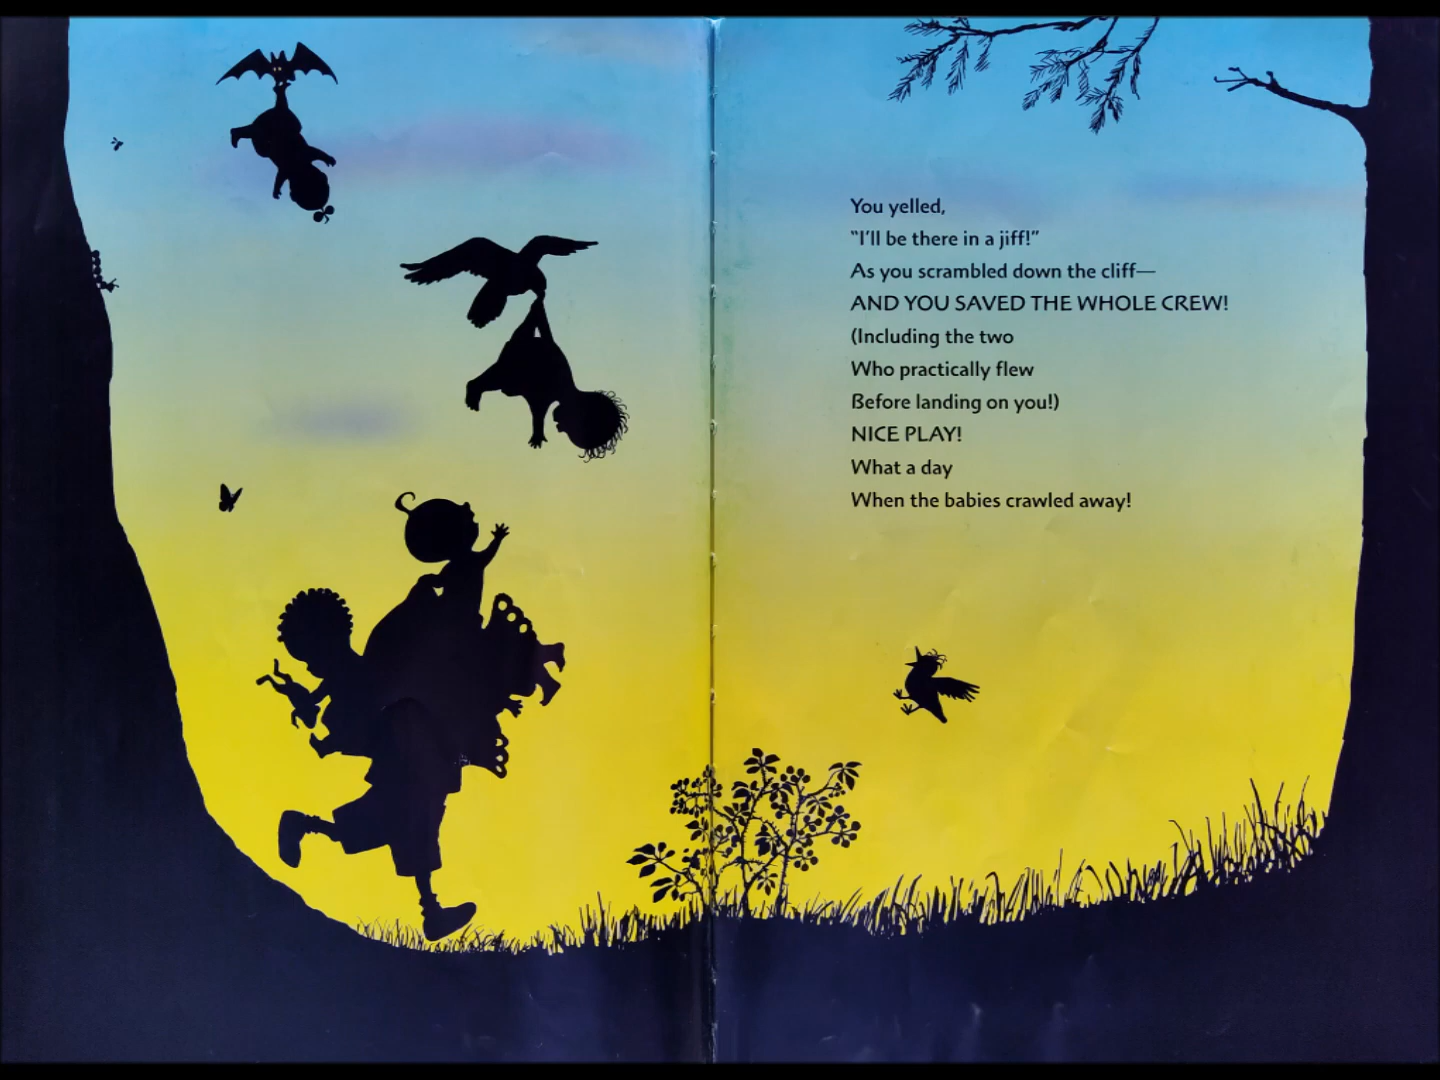 You yelled,
“I’ll be there in a jiff!”
As you scrambled down the cliff—
AND YOU SAVED THE WHOLE CREW!
(Including the two
Who practically flew
Before landing on you!)
NICE PLAY!
What a day
When the babies crawled away!